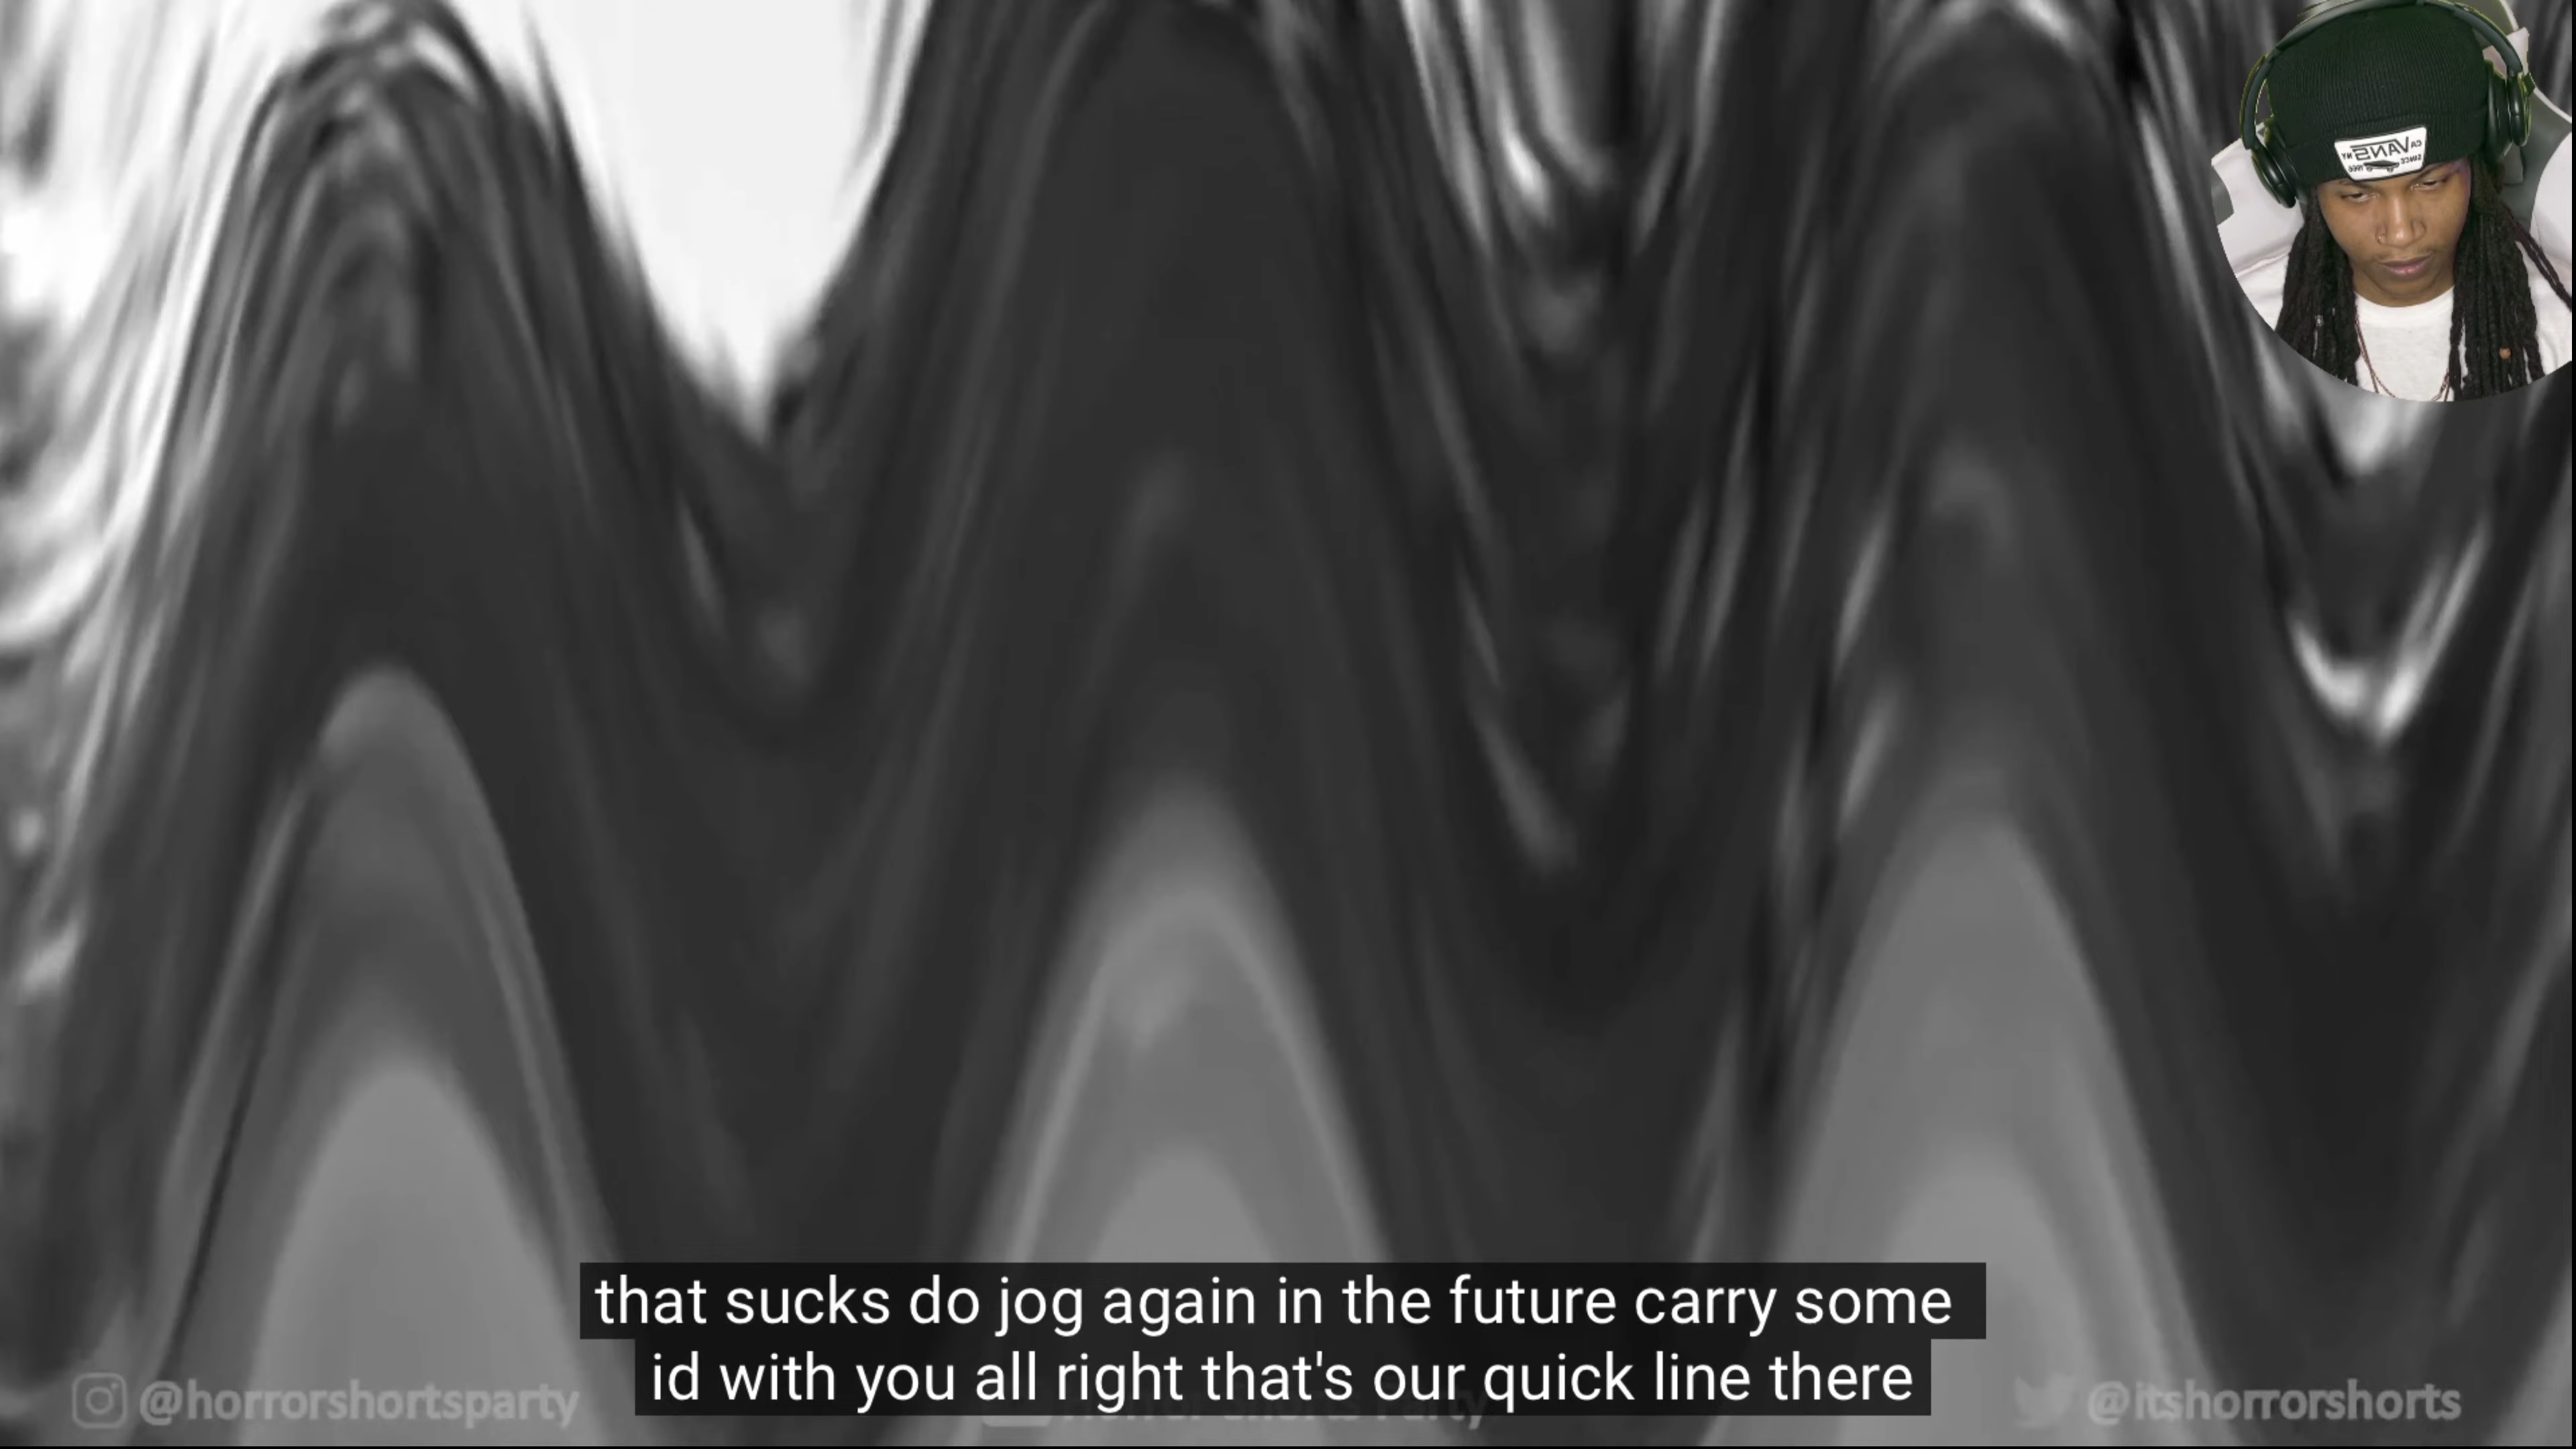 VANS
that sucks do jog again in the future carry some
id with you all right that's our quick line there
@horrorshortsparty
@itshorrorshorts